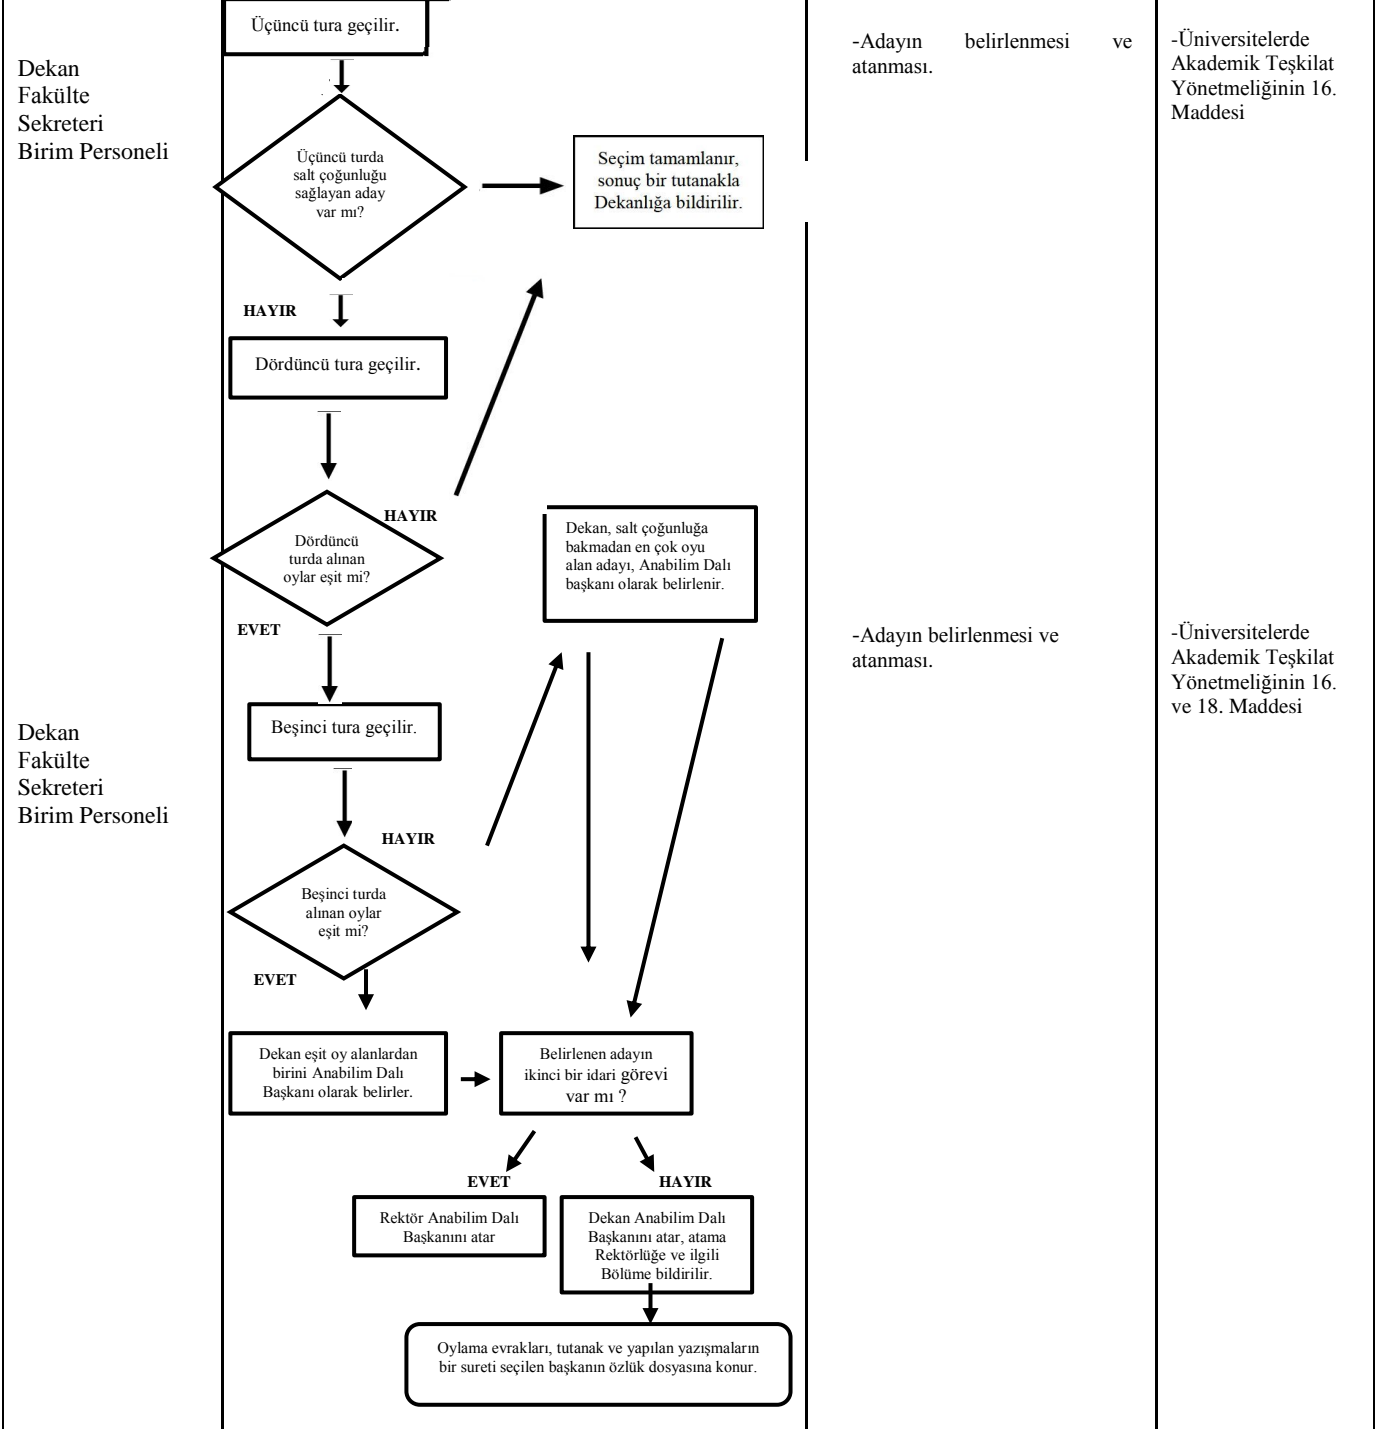 Üçüncü tura geçilir.
Dekan
Fakülte
Sekreteri
Birim Personeli
-Adayın belirlenmesi ve
atanması.
-Üniversitelerde
Akademik Teşkilat
Yönetmeliğinin 16.
Maddesi
Üçüncü turda
salt çoğunluğu
sağlayan aday
var mı?
Seçim tamamlanır,
sonuç bir tutanakla
Dekanlığa bildirilir.
HAYIR
Dördüncü tura geçilir.
HAYIR
Dördüncü
turda alınan
oylar eşit mi?
Dekan, salt çoğunluğa
bakmadan en çok oyu
alan adayı, Anabilim Dalı
başkanı olarak belirlenir.
EVET
-Adayın belirlenmesi ve
atanması.
-Üniversitelerde
Akademik Teşkilat
Yönetmeliğinin 16.
ve 18. Maddesi
Beşinci tura geçilir.
Dekan
Fakülte
Sekreteri
Birim Personeli
HAYIR
Beşinci turda
alınan oylar
eşit mi?
EVET
Dekan eşit oy alanlardan
birini Anabilim Dalı
Başkanı olarak belirler.
Belirlenen adayın
ikinci bir idari görevi
var mı ?
EVET
HAYIR
Rektör Anabilim Dalı
Başkanını atar
Dekan Anabilim Dalı
Başkanını atar, atama
Rektörlüğe ve ilgili
Bölüme bildirilir.
Oylama evrakları, tutanak ve yapılan yazışmaların
bir sureti seçilen başkanın özlük dosyasına konur.